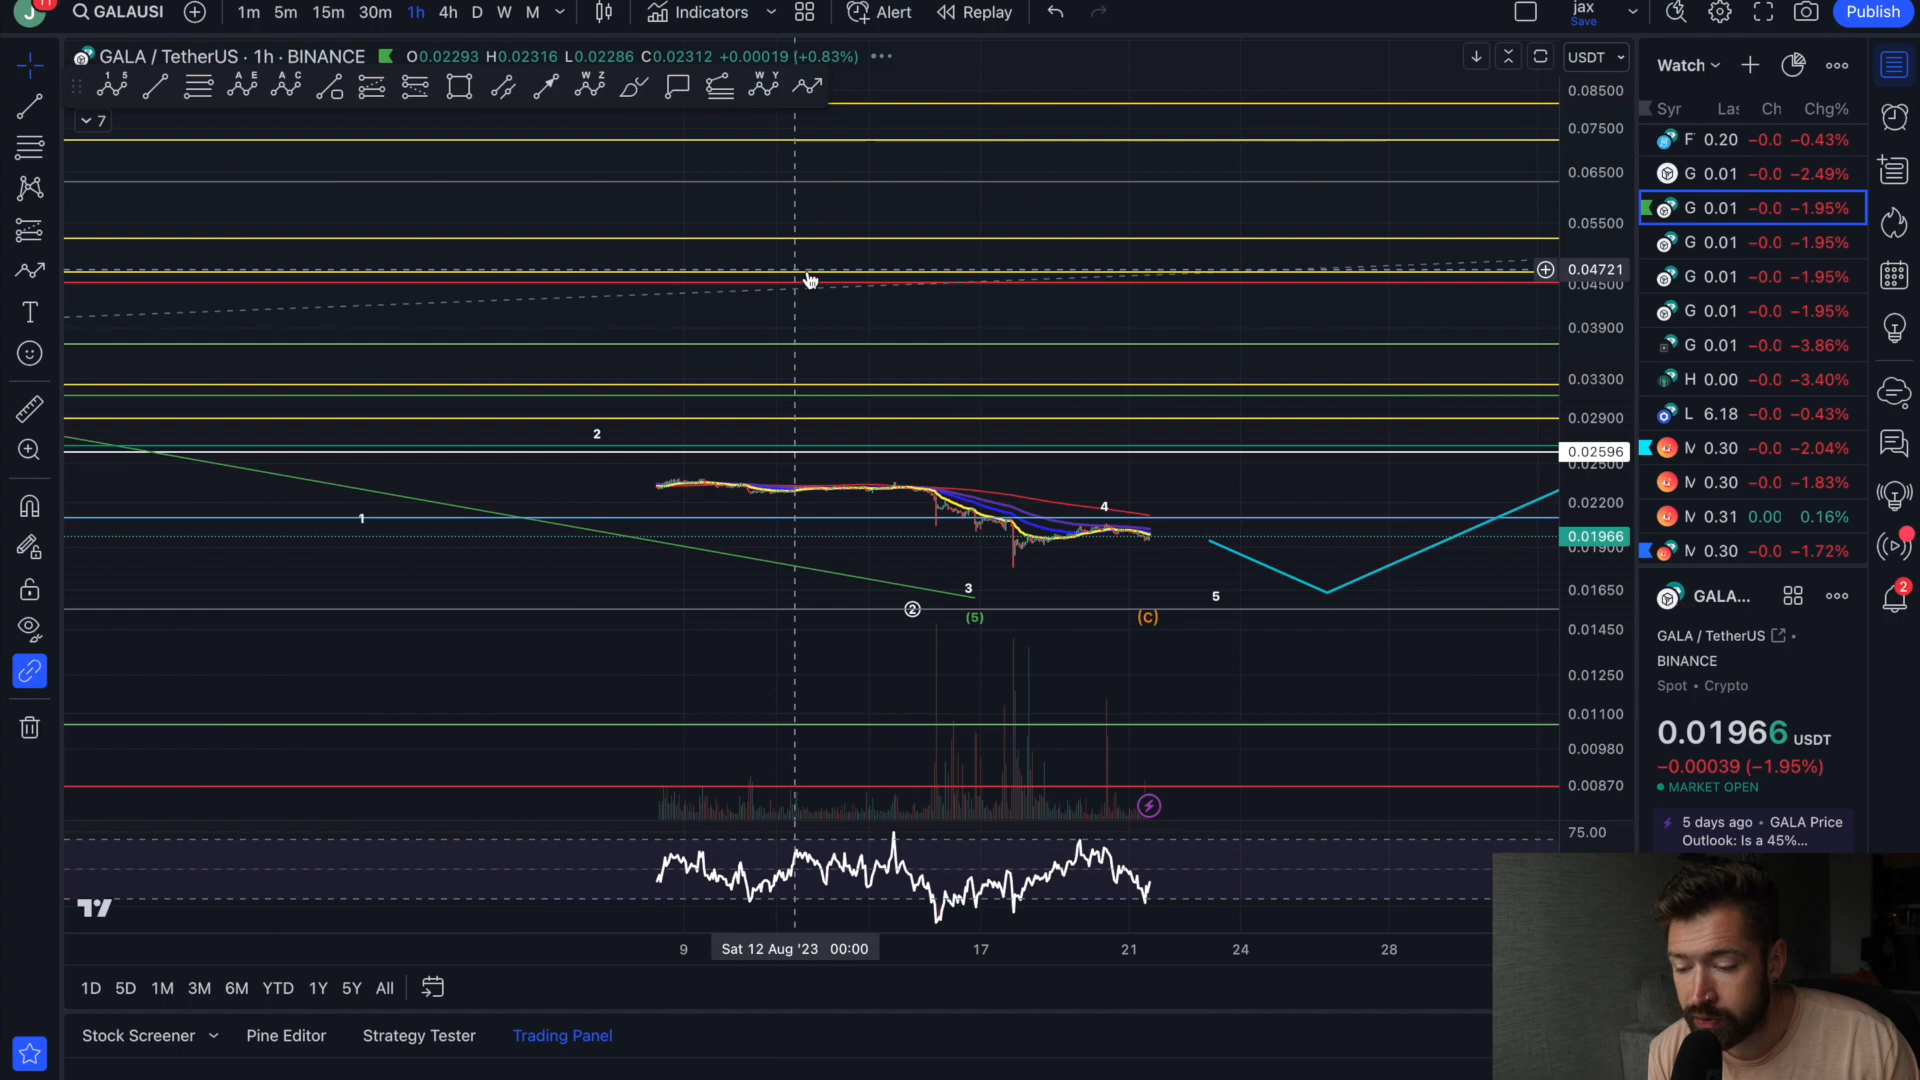 J 11 GALAUSI 1m 5m 15m 30m 1h 4h D W M Indicators Alert Replay jax Save Publish
GALA / TetherUS · 1h · BINANCE O0.02293 H0.02316 L0.02286 C0.02312 +0.00019 (+0.83%) USDT
1 5 A E A C W Z W Y
7
0.08500
0.07500
0.06500
0.05500
0.04721
0.04500
0.03900
0.03300
0.02900
0.02596
0.02500
0.02200
0.01966
0.01900
0.01650
0.01450
0.01250
0.01100
0.00980
0.00870
75.00
2
1
4
3
5
2
(5)
(C)
9 Sat 12 Aug '23 00:00 17 21 24 28
1D 5D 1M 3M 6M YTD 1Y 5Y All
Stock Screener Pine Editor Strategy Tester Trading Panel
Watch
Syr Las Ch Chg%
F 0.20 −0.0 −0.43%
G 0.01 −0.0 −2.49%
G 0.01 −0.0 −1.95%
G 0.01 −0.0 −1.95%
G 0.01 −0.0 −1.95%
G 0.01 −0.0 −1.95%
G 0.01 −0.0 −3.86%
H 0.00 −0.0 −3.40%
L 6.18 −0.0 −0.43%
M 0.30 −0.0 −2.04%
M 0.30 −0.0 −1.83%
M 0.31 0.00 0.16%
M 0.30 −0.0 −1.72%
GALA...
2
GALA / TetherUS •
BINANCE
Spot • Crypto
0.01966 USDT
−0.00039 (−1.95%)
MARKET OPEN
5 days ago • GALA Price
Outlook: Is a 45%...